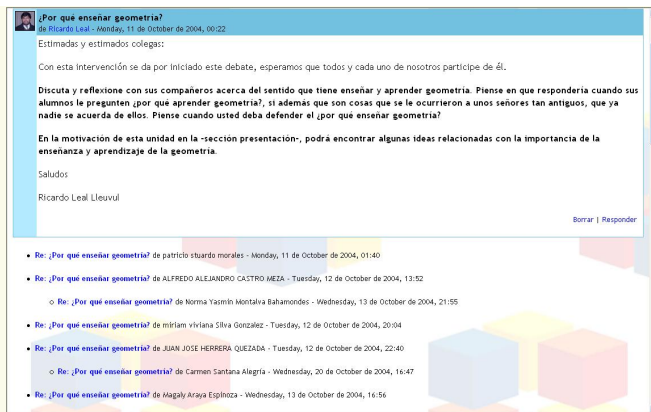 ¿Por qué enseñar geometría?
de Ricardo Leal - Monday, 11 de October de 2004, 00:22
Estimadas y estimados colegas:
Con esta intervención se da por iniciado este debate, esperamos que todos y cada uno de nosotros participe de él.
Discuta y reflexione con sus compañeros acerca del sentido que tiene enseñar y aprender geometría. Piense en que respondería cuando sus
alumnos le pregunten ¿por qué aprender geometría?, si además que son cosas que se le ocurrieron a unos señores tan antiguos, que ya
nadie se acuerda de ellos. Piense cuando usted deba defender el ¿por qué enseñar geometría?
En la motivación de esta unidad en la -sección presentación-, podrá encontrar algunas ideas relacionadas con la importancia de la
enseñanza y aprendizaje de la geometría.
Saludos
Ricardo Leal Lleuvul
Borrar | Responder
Re: ¿Por qué enseñar geometría? de patricio stuardo morales - Monday, 11 de October de 2004, 01:40
Re: ¿Por qué enseñar geometría? de ALFREDO ALEJANDRO CASTRO MEZA - Tuesday, 12 de October de 2004, 13:52
Re: ¿Por qué enseñar geometría? de Norma Yasmin Montalva Bahamondes - Wednesday, 13 de October de 2004, 21:55
Re: ¿Por qué enseñar geometría? de miriam viviana Silva Gonzalez - Tuesday, 12 de October de 2004, 20:04
Re: ¿Por qué enseñar geometría? de JUAN JOSE HERRERA QUEZADA - Tuesday, 12 de October de 2004, 22:40
Re: ¿Por qué enseñar geometría? de Carmen Santana Alegría - Wednesday, 20 de October de 2004, 16:47
Re: ¿Por qué enseñar geometría? de Magaly Araya Espinoza - Wednesday, 13 de October de 2004, 16:56